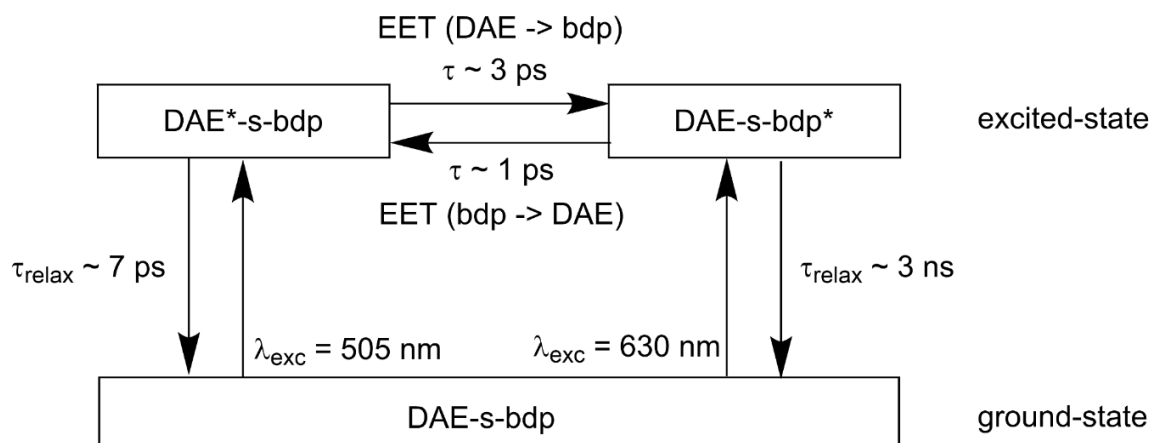 EET (DAE -> bdp)
τ ~ 3 ps
DAE*-s-bdp
DAE-s-bdp*
excited-state
τ ~ 1 ps
EET (bdp -> DAE)
τrelax ~ 7 ps
τrelax ~ 3 ns
λexc = 505 nm
λexc = 630 nm
DAE-s-bdp
ground-state